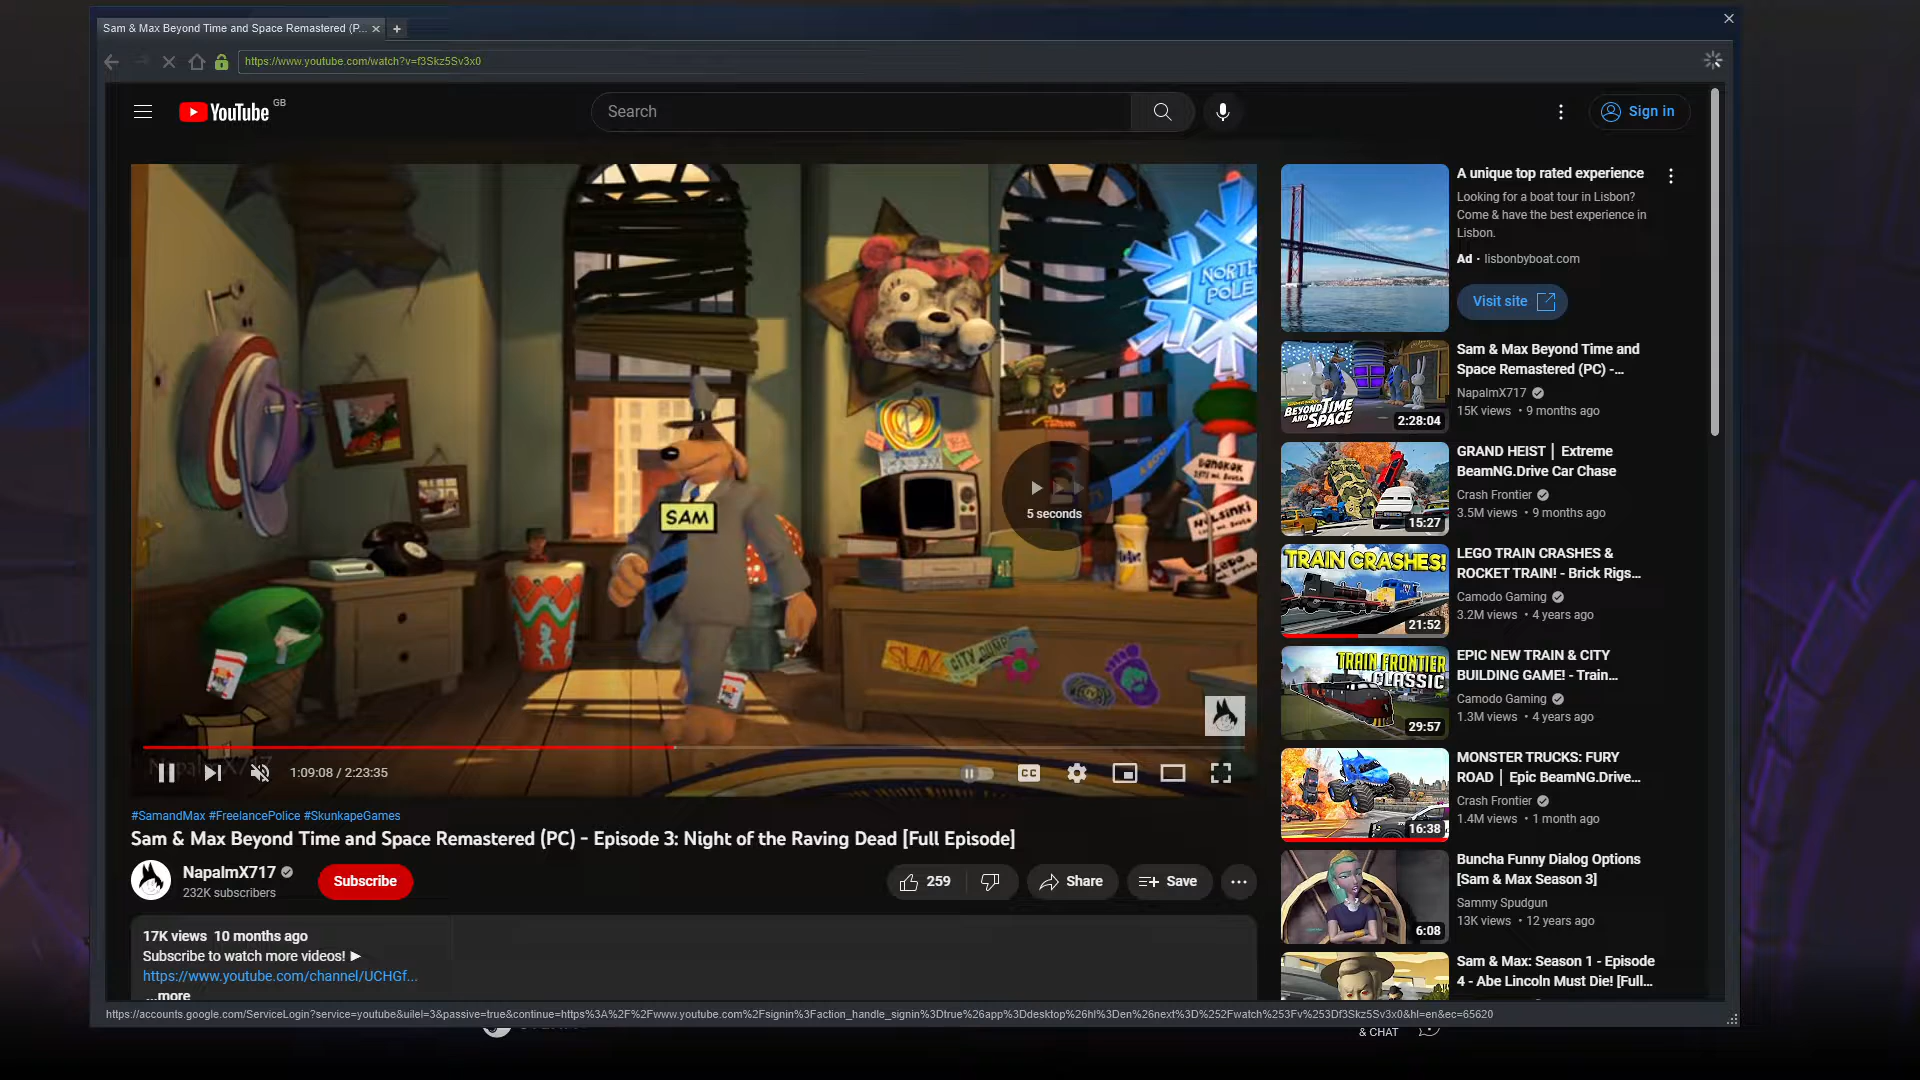 Sam & Max Beyond Time and Space Remastered (P...
https://www.youtube.com/watch?v=f3Skz5Sv3x0
YouTube GB
Search
Sign in
NORTH
POLE
Bangkok
Helsinki
SAM
5 seconds
CITY DUMP
NapalmX717
1:09:08 / 2:23:35
CC
#SamandMax #FreelancePolice #SkunkapeGames
Sam & Max Beyond Time and Space Remastered (PC) - Episode 3: Night of the Raving Dead [Full Episode]
NapalmX717
232K subscribers
Subscribe
259
Share
Save
17K views 10 months ago
Subscribe to watch more videos! ►
https://www.youtube.com/channel/UCHGf...
...more
A unique top rated experience
Looking for a boat tour in Lisbon?
Come & have the best experience in
Lisbon.
Ad · lisbonbyboat.com
Visit site
BEYOND TIME
AND SPACE
2:28:04
Sam & Max Beyond Time and
Space Remastered (PC) -...
NapalmX717
15K views • 9 months ago
15:27
GRAND HEIST │ Extreme
BeamNG.Drive Car Chase
Crash Frontier
3.5M views • 9 months ago
TRAIN CRASHES!
21:52
LEGO TRAIN CRASHES &
ROCKET TRAIN! - Brick Rigs...
Camodo Gaming
3.2M views • 4 years ago
TRAIN FRONTIER
CLASSIC
29:57
EPIC NEW TRAIN & CITY
BUILDING GAME! - Train...
Camodo Gaming
1.3M views • 4 years ago
16:38
MONSTER TRUCKS: FURY
ROAD │ Epic BeamNG.Drive...
Crash Frontier
1.4M views • 1 month ago
6:08
Buncha Funny Dialog Options
[Sam & Max Season 3]
Sammy Spudgun
13K views • 12 years ago
Sam & Max: Season 1 - Episode
4 - Abe Lincoln Must Die! [Full...
https://accounts.google.com/ServiceLogin?service=youtube&uilel=3&passive=true&continue=https%3A%2F%2Fwww.youtube.com%2Fsignin%3Faction_handle_signin%3Dtrue%26app%3Ddesktop%26hl%3Den%26next%3D%252Fwatch%253Fv%253Df3Skz5Sv3x0&hl=en&ec=65620
& CHAT